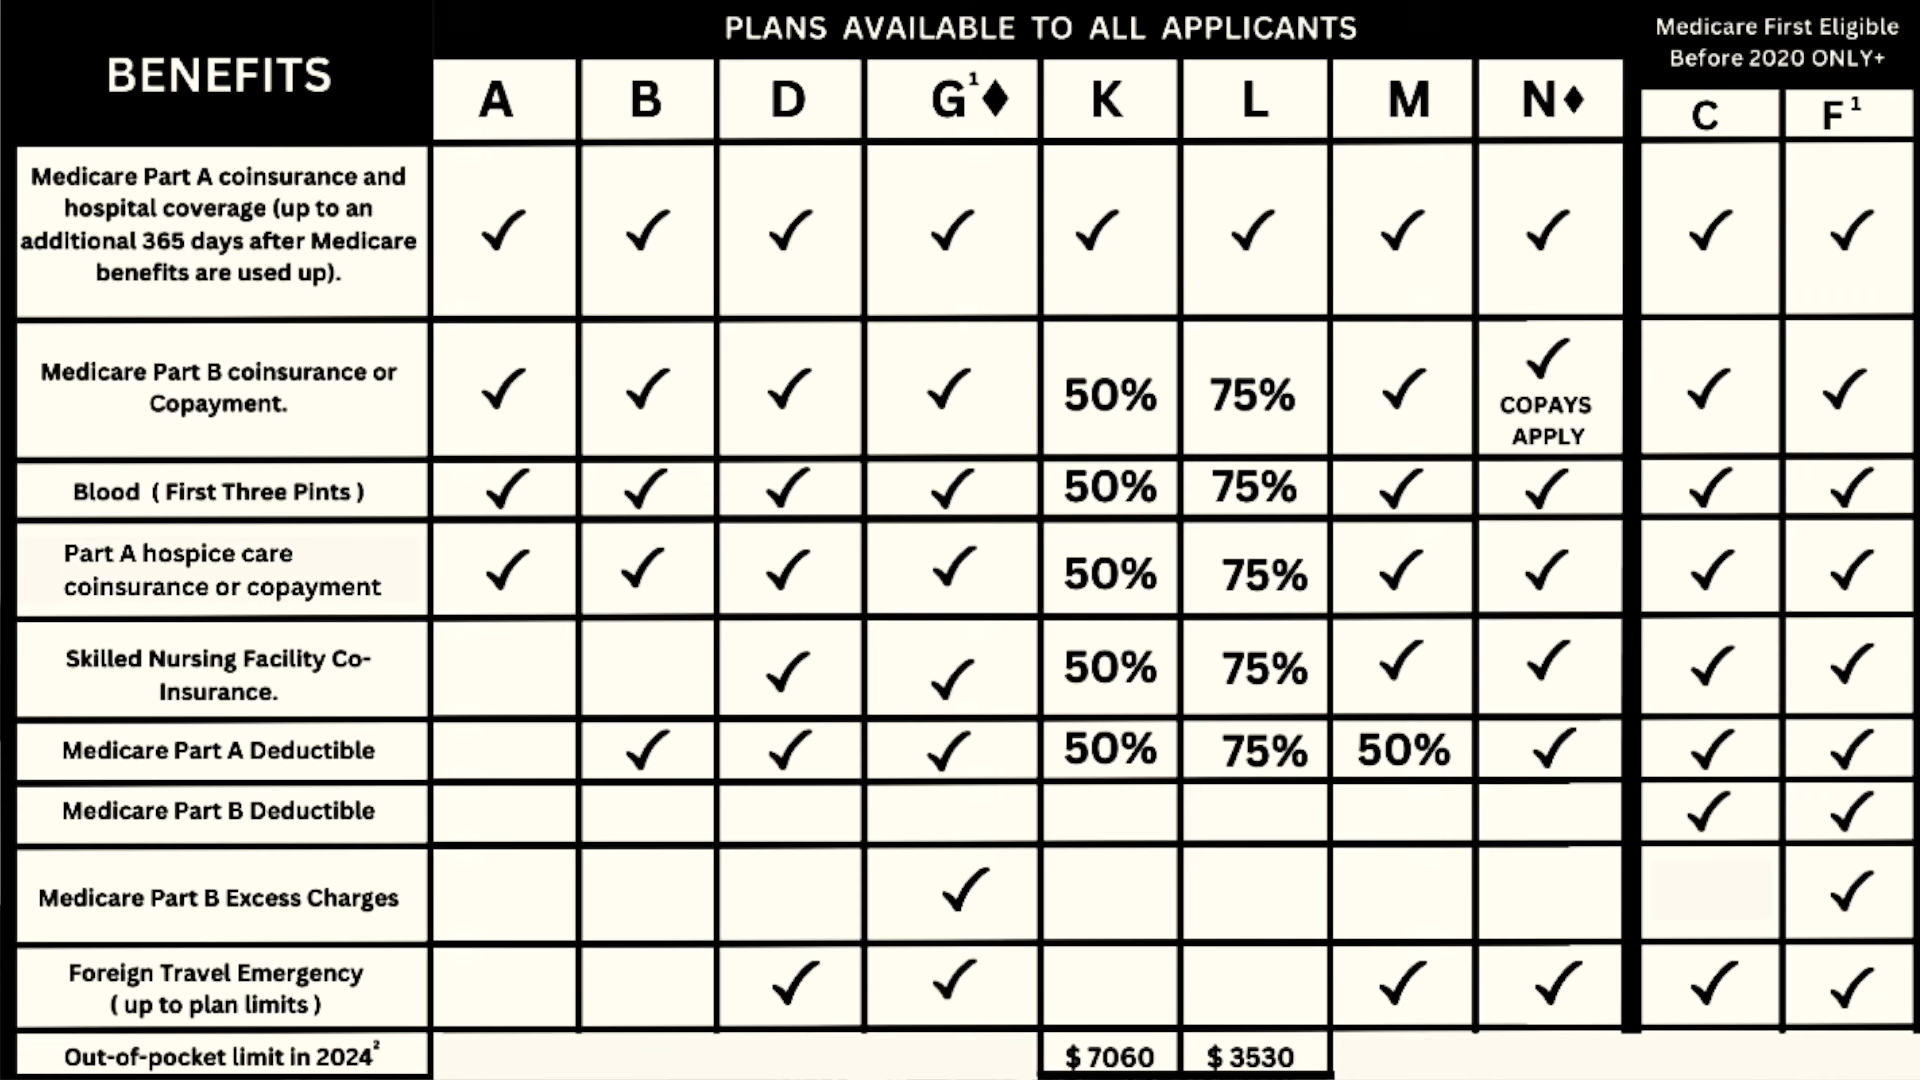 PLANS AVAILABLE TO ALL APPLICANTS
Medicare First Eligible
Before 2020 ONLY+
BENEFITS
A B D G¹♦ K L M N♦ C F¹
Medicare Part A coinsurance and
hospital coverage (up to an
additional 365 days after Medicare
benefits are used up).
✓ ✓ ✓ ✓ ✓ ✓ ✓ ✓ ✓ ✓
Medicare Part B coinsurance or
Copayment.
✓ ✓ ✓ ✓ 50% 75% ✓ ✓ ✓ ✓
COPAYS
APPLY
Blood ( First Three Pints ) ✓ ✓ ✓ ✓ 50% 75% ✓ ✓ ✓ ✓
Part A hospice care
coinsurance or copayment
✓ ✓ ✓ ✓ 50% 75% ✓ ✓ ✓ ✓
Skilled Nursing Facility Co-
Insurance.
✓ ✓ 50% 75% ✓ ✓ ✓ ✓
Medicare Part A Deductible ✓ ✓ ✓ 50% 75% 50% ✓ ✓ ✓
Medicare Part B Deductible ✓ ✓
Medicare Part B Excess Charges ✓ ✓
Foreign Travel Emergency
( up to plan limits )
✓ ✓ ✓ ✓ ✓ ✓
Out-of-pocket limit in 2024² $ 7060 $ 3530